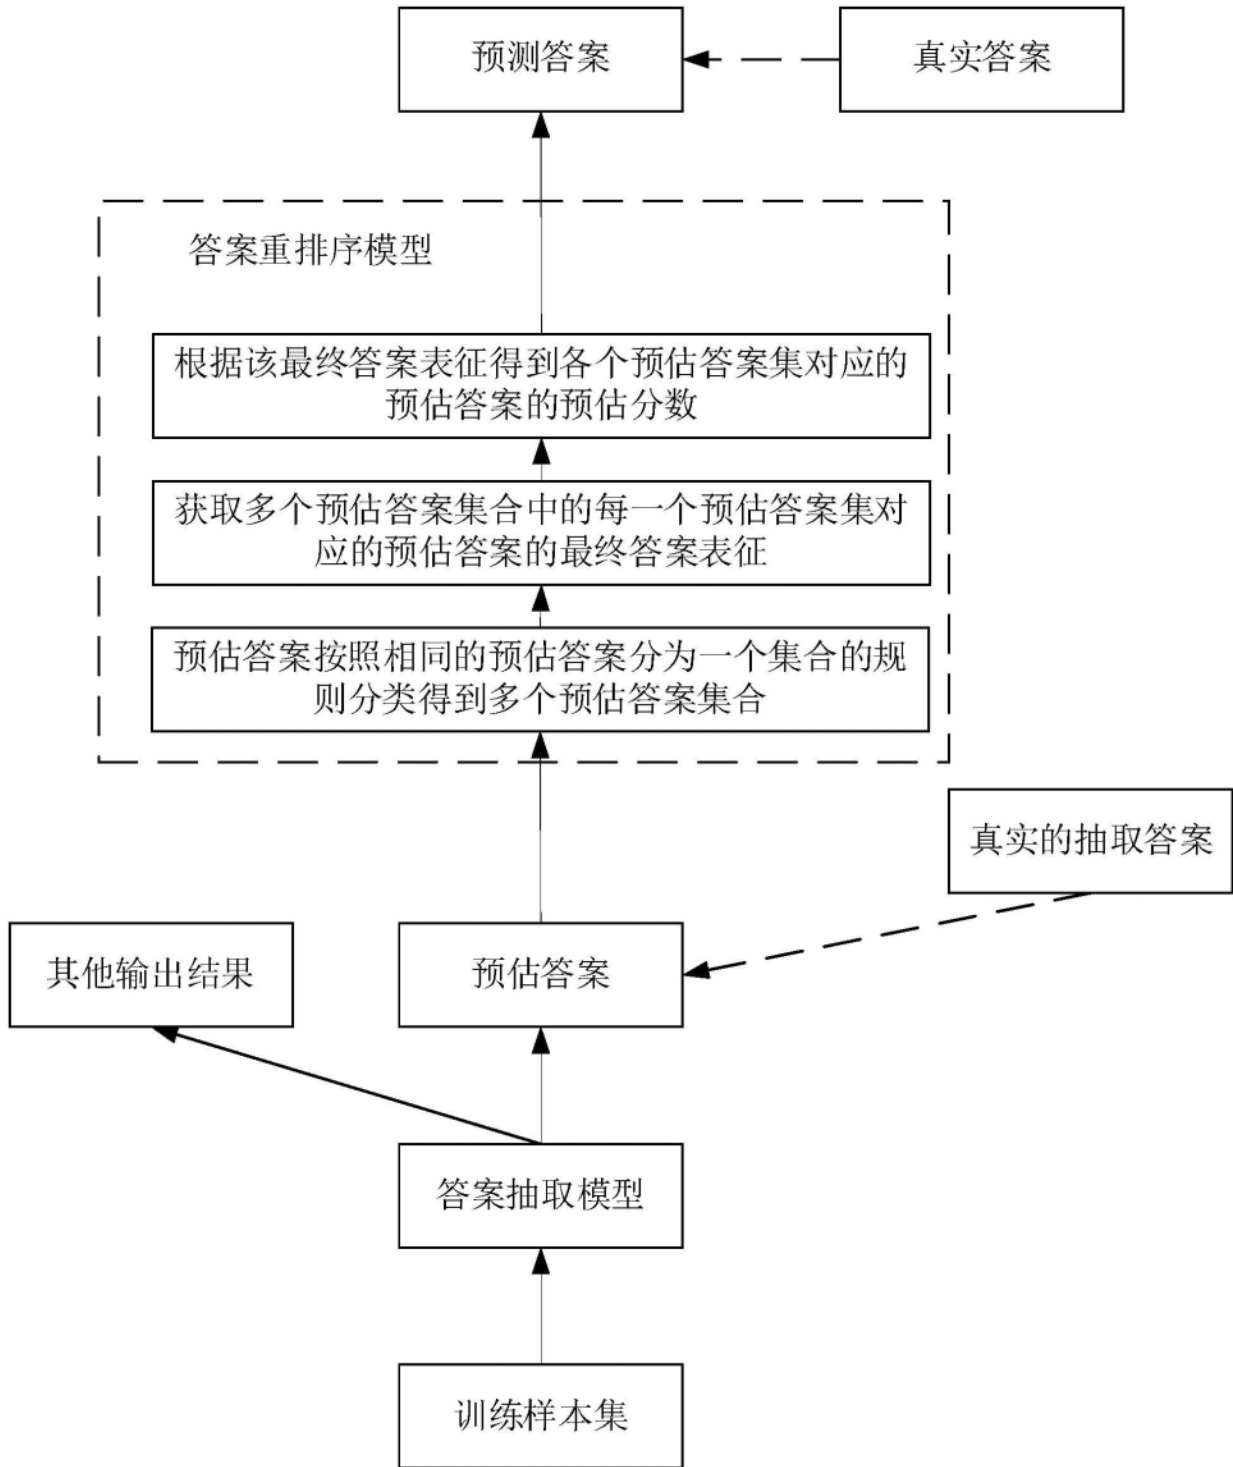 预测答案
真实答案
答案重排序模型
根据该最终答案表征得到各个预估答案集对应的
预估答案的预估分数
获取多个预估答案集合中的每一个预估答案集对
应的预估答案的最终答案表征
预估答案按照相同的预估答案分为一个集合的规
则分类得到多个预估答案集合
真实的抽取答案
其他输出结果
预估答案
答案抽取模型
训练样本集